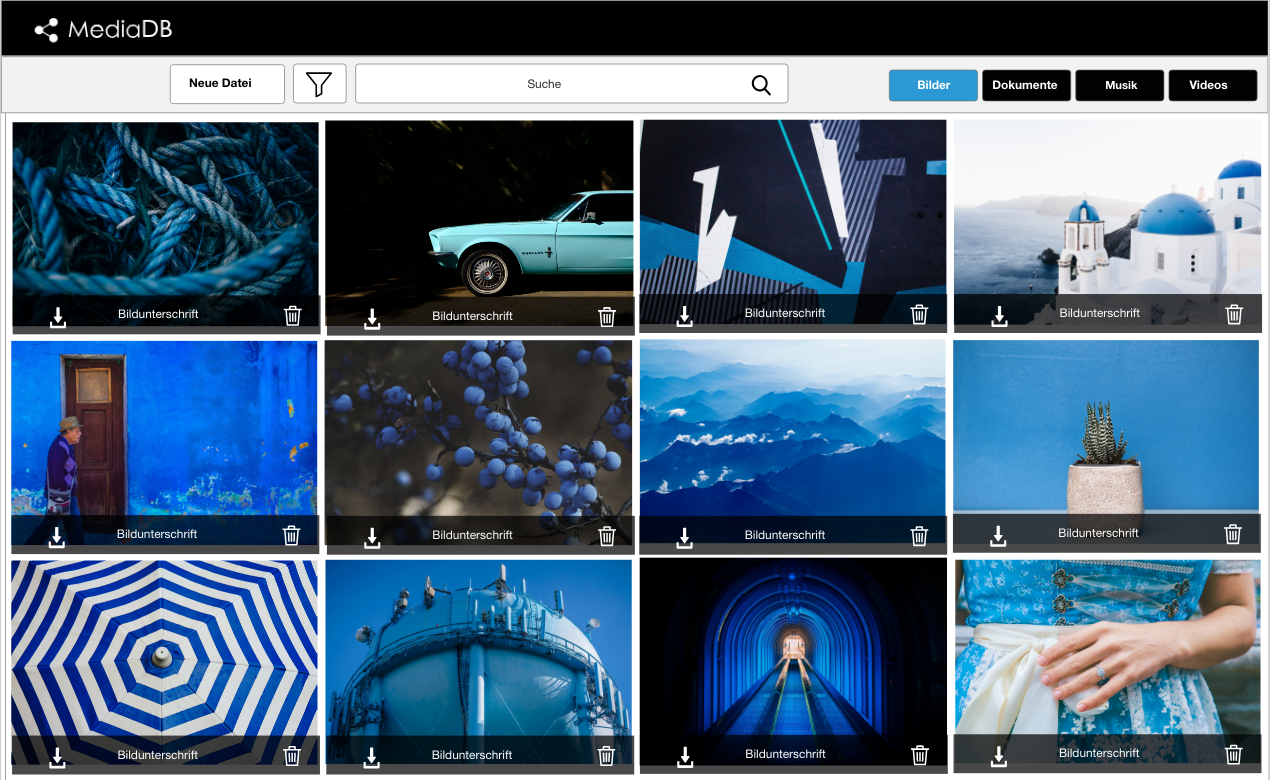 MediaDB
Neue Datei
Suche
Bilder
Dokumente
Musik
Videos
MUSTANG
Bildunterschrift
Bildunterschrift
Bildunterschrift
Bildunterschrift
Bildunterschrift
Bildunterschrift
Bildunterschrift
Bildunterschrift
Bildunterschrift
Bildunterschrift
Bildunterschrift
Bildunterschrift